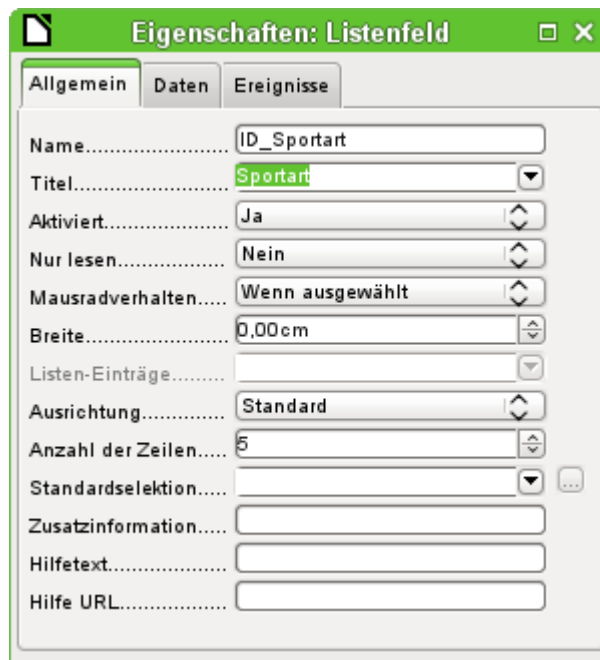 Eigenschaften: Listenfeld
Allgemein Daten Ereignisse
Name....................... ID_Sportart
Titel.......................... Sportart
Aktiviert.................... Ja
Nur lesen.................. Nein
Mausradverhalten..... Wenn ausgewählt
Breite........................ 0,00cm
Listen-Einträge.........
Ausrichtung.............. Standard
Anzahl der Zeilen..... 5
Standardselektion.....
...
Zusatzinformation.....
Hilfetext....................
Hilfe URL..................